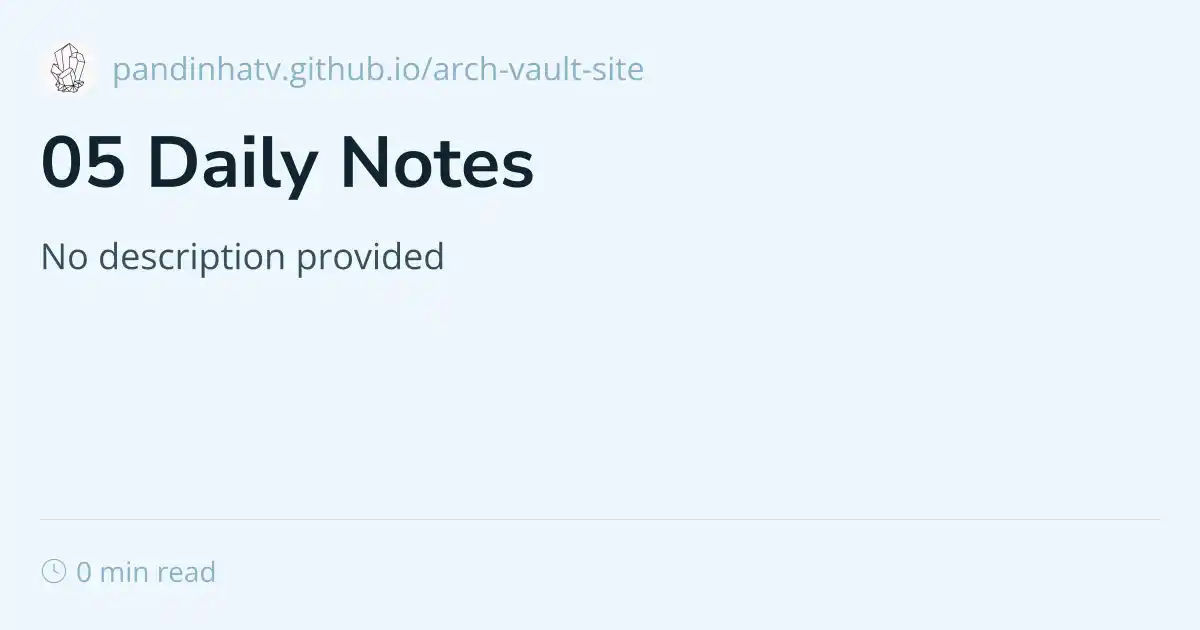 pandinhatv.github.io/arch-vault-site
05 Daily Notes
No description provided
0 min read